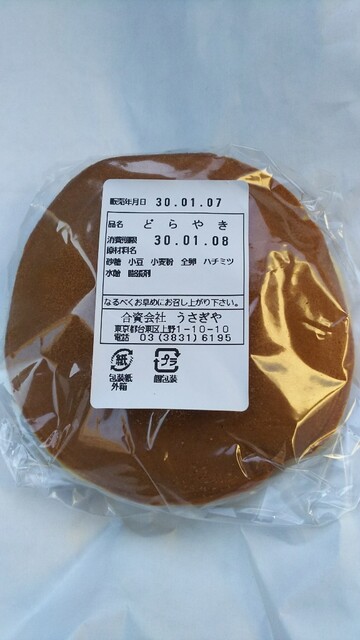 販売年月日 30.01.07
品名 どらやき
消費期限 30.01.08
原材料名
砂糖 小豆 小麦粉 全卵 ハチミツ
水飴 膨脹剤
なるべくお早めにお召し上がり下さい。
合資会社 うさぎや
東京都台東区上野1-10-10
電話 03(3831)6195
紙 プラ
包装紙 個包装
外箱